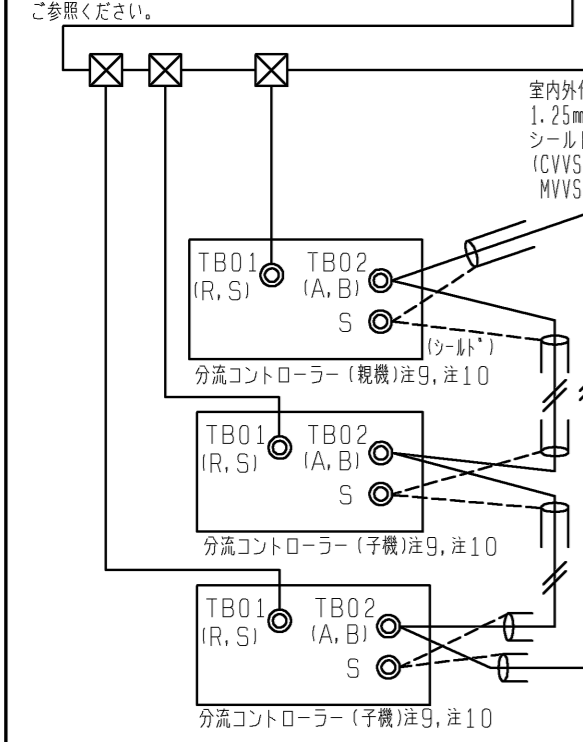 ご参照ください。
室内外
1.25m
シールド
(CVVS
MVVS
TB01
(R,S)
TB02
(A,B)
S
(シールド)
分流コントローラー(親機)注9,注10
TB01
(R,S)
TB02
(A,B)
S
分流コントローラー(子機)注9,注10
TB01
(R,S)
TB02
(A,B)
S
分流コントローラー(子機)注9,注10